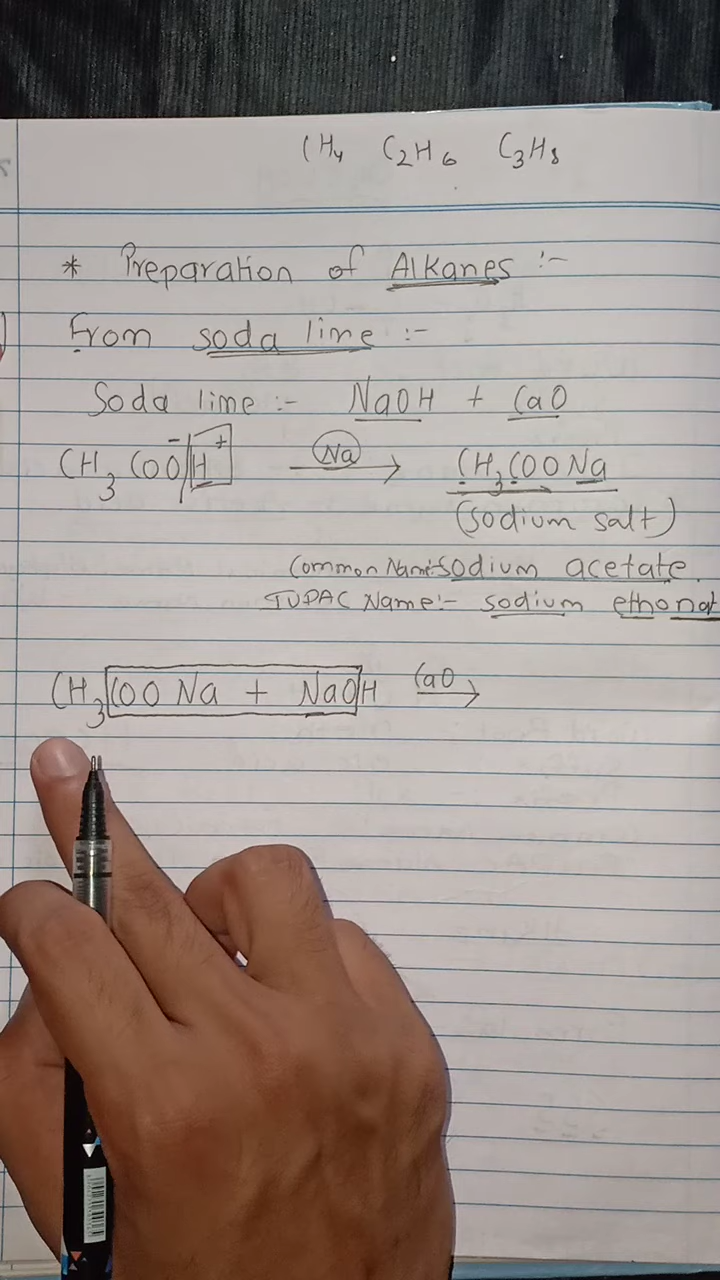 CH4 C2H6 C3H8
* Preparation of Alkanes :-
From soda lime :-
Soda lime :- NaOH + CaO
CH3COO⁻ H⁺ Na → CH3COONa
(sodium salt)
Common Name:- sodium acetate.
IUPAC Name:- sodium ethonat
CH3COONa + NaOH CaO →